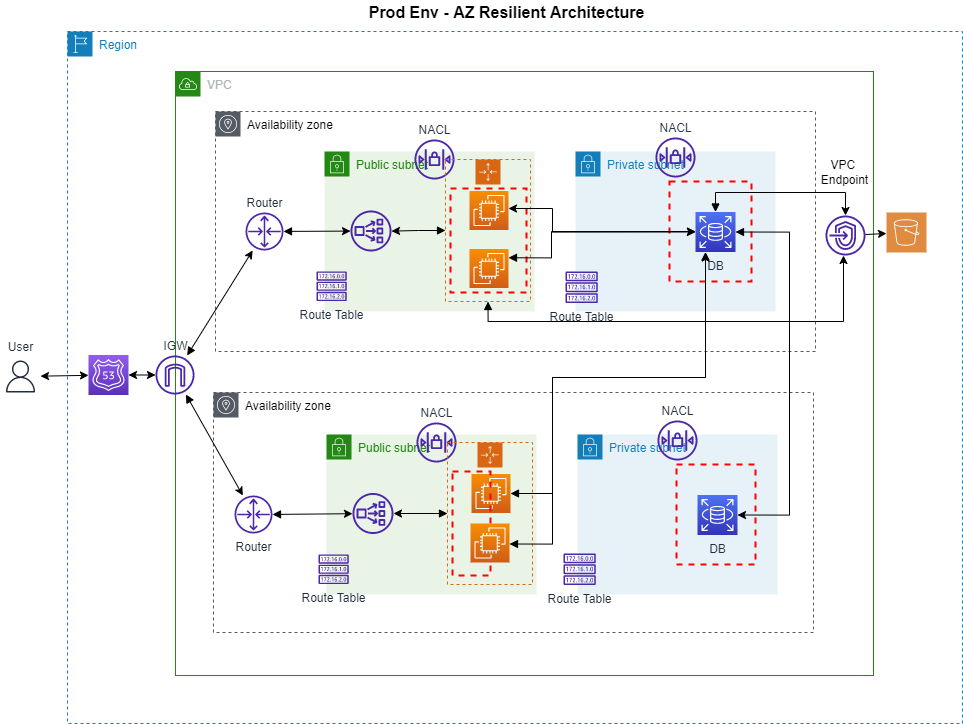 Prod Env - AZ Resilient Architecture
Region
VPC
Availability zone
NACL
NACL
VPC
Endpoint
Public subnet
Private subnet
Router
DB
172.16.0.0
172.16.1.0
172.16.2.0
172.16.0.0
172.16.1.0
172.16.2.0
Route Table
Route Table
User
IGW
53
Availability zone
NACL
NACL
Public subnet
Private subnet
Router
DB
172.16.0.0
172.16.1.0
172.16.2.0
172.16.0.0
172.16.1.0
172.16.2.0
Route Table
Route Table